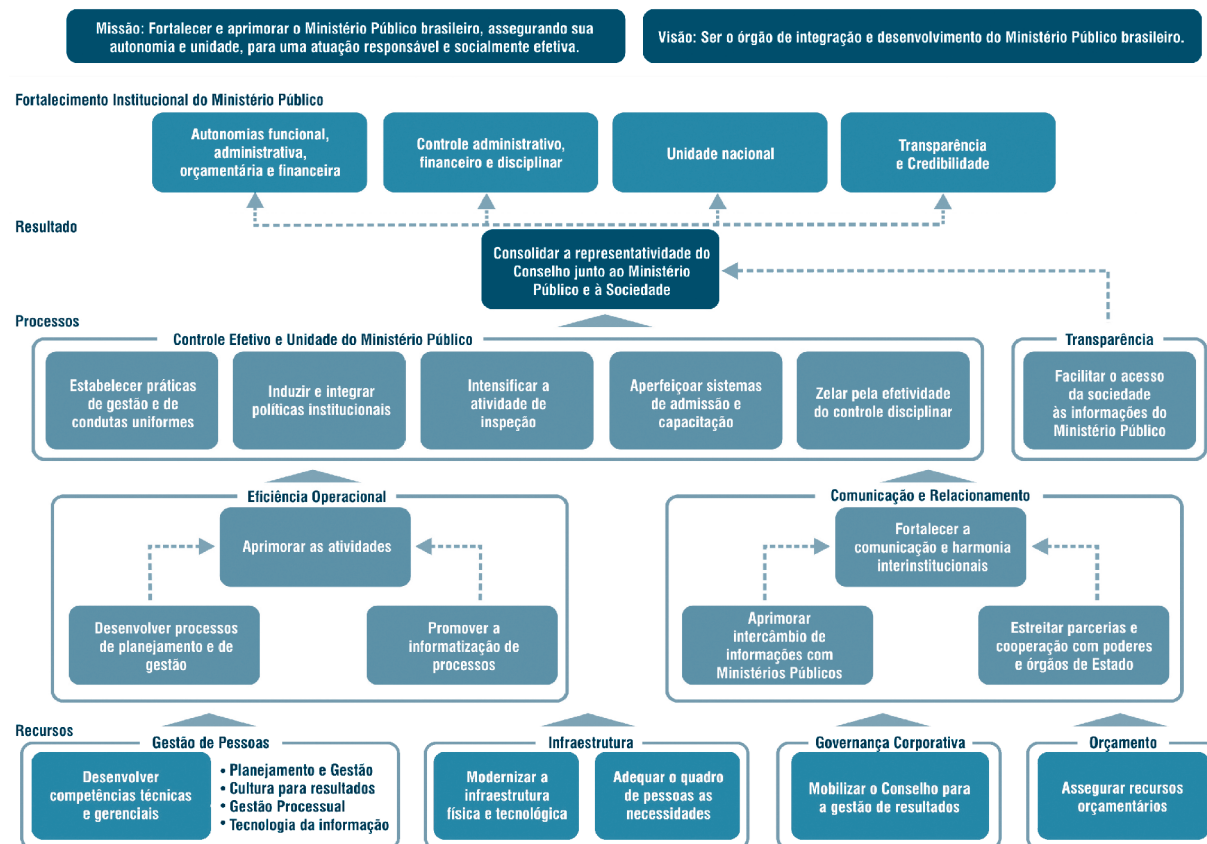 Missão: Fortalecer e aprimorar o Ministério Público brasileiro, assegurando sua
autonomia e unidade, para uma atuação responsável e socialmente efetiva.
Visão: Ser o órgão de integração e desenvolvimento do Ministério Público brasileiro.
Fortalecimento Institucional do Ministério Público
Autonomias funcional,
administrativa,
orçamentária e financeira
Controle administrativo,
financeiro e disciplinar
Unidade nacional
Transparência
e Credibilidade
Resultado
Consolidar a representatividade do
Conselho junto ao Ministério
Público e à Sociedade
Processos
Controle Efetivo e Unidade do Ministério Público
Estabelecer práticas
de gestão e de
condutas uniformes
Induzir e integrar
políticas institucionais
Intensificar a
atividade de
inspeção
Aperfeiçoar sistemas
de admissão e
capacitação
Zelar pela efetividade
do controle disciplinar
Transparência
Facilitar o acesso
da sociedade
às informações do
Ministério Público
Eficiência Operacional
Aprimorar as atividades
Desenvolver processos
de planejamento e de
gestão
Promover a
informatização de
processos
Comunicação e Relacionamento
Fortalecer a
comunicação e harmonia
interinstitucionais
Aprimorar
intercâmbio de
informações com
Ministérios Públicos
Estreitar parcerias e
cooperação com poderes
e órgãos de Estado
Recursos
Gestão de Pessoas
Desenvolver
competências técnicas
e gerenciais
• Planejamento e Gestão
• Cultura para resultados
• Gestão Processual
• Tecnologia da informação
Infraestrutura
Modernizar a
infraestrutura
física e tecnológica
Adequar o quadro
de pessoas as
necessidades
Governança Corporativa
Mobilizar o Conselho para
a gestão de resultados
Orçamento
Assegurar recursos
orçamentários